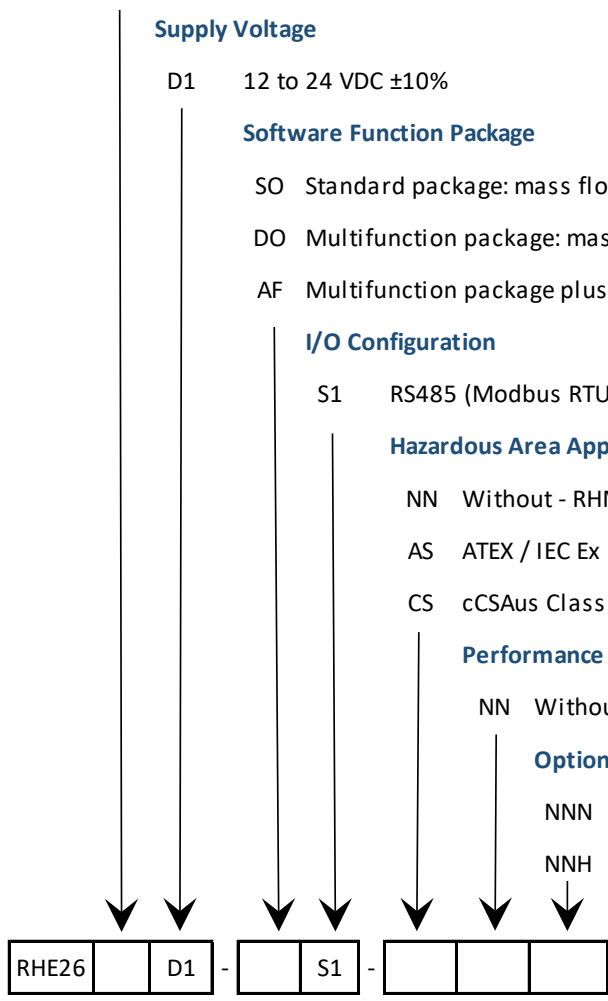 Supply Voltage
D1 12 to 24 VDC ±10%
Software Function Package
SO Standard package: mass flo
DO Multifunction package: mas
AF Multifunction package plus
I/O Configuration
S1 RS485 (Modbus RTU
Hazardous Area App
NN Without - RHM
AS ATEX / IEC Ex
CS cCSAus Class
Performance
NN Withou
Option
NNN
NNH
RHE26 D1 - S1 -